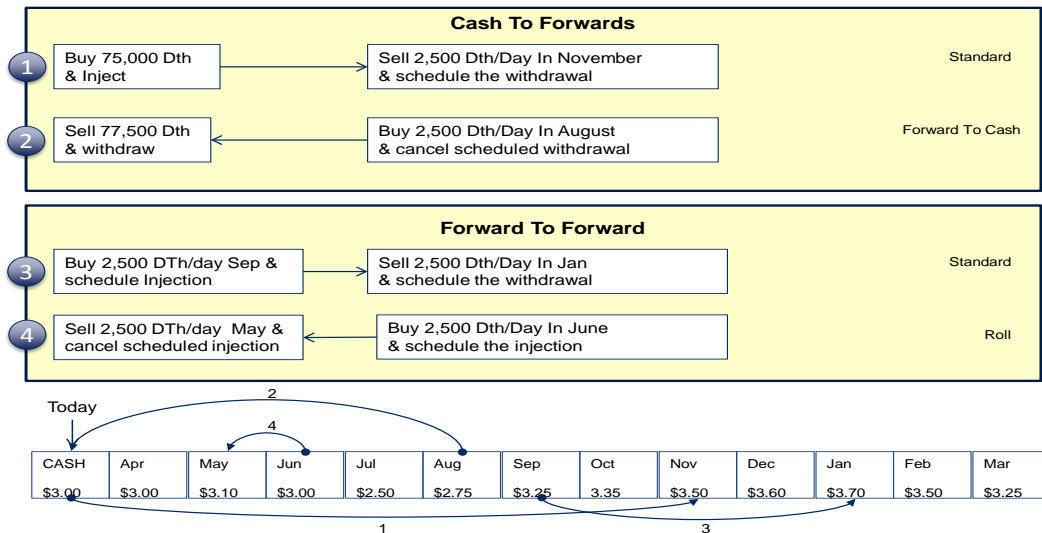 Cash To Forwards
1
Buy 75,000 Dth
& Inject
Sell 2,500 Dth/Day In November
& schedule the withdrawal
Standard
2
Sell 77,500 Dth
& withdraw
Buy 2,500 Dth/Day In August
& cancel scheduled withdrawal
Forward To Cash
Forward To Forward
3
Buy 2,500 DTh/day Sep &
schedule Injection
Sell 2,500 Dth/Day In Jan
& schedule the withdrawal
Standard
4
Sell 2,500 DTh/day May &
cancel scheduled injection
Buy 2,500 Dth/Day In June
& schedule the injection
Roll
Today
2
4
CASH Apr May Jun Jul Aug Sep Oct Nov Dec Jan Feb Mar
$3.00 $3.00 $3.10 $3.00 $2.50 $2.75 $3.25 3.35 $3.50 $3.60 $3.70 $3.50 $3.25
1
3